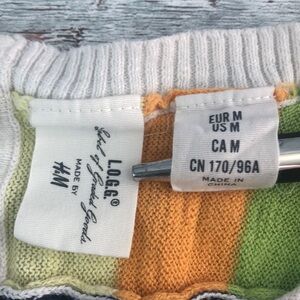 L.O.G.G.®
Label of Graded Goods
MADE BY
H&M
EUR M
US M
CA M
CN 170/96A
MADE IN
CHINA